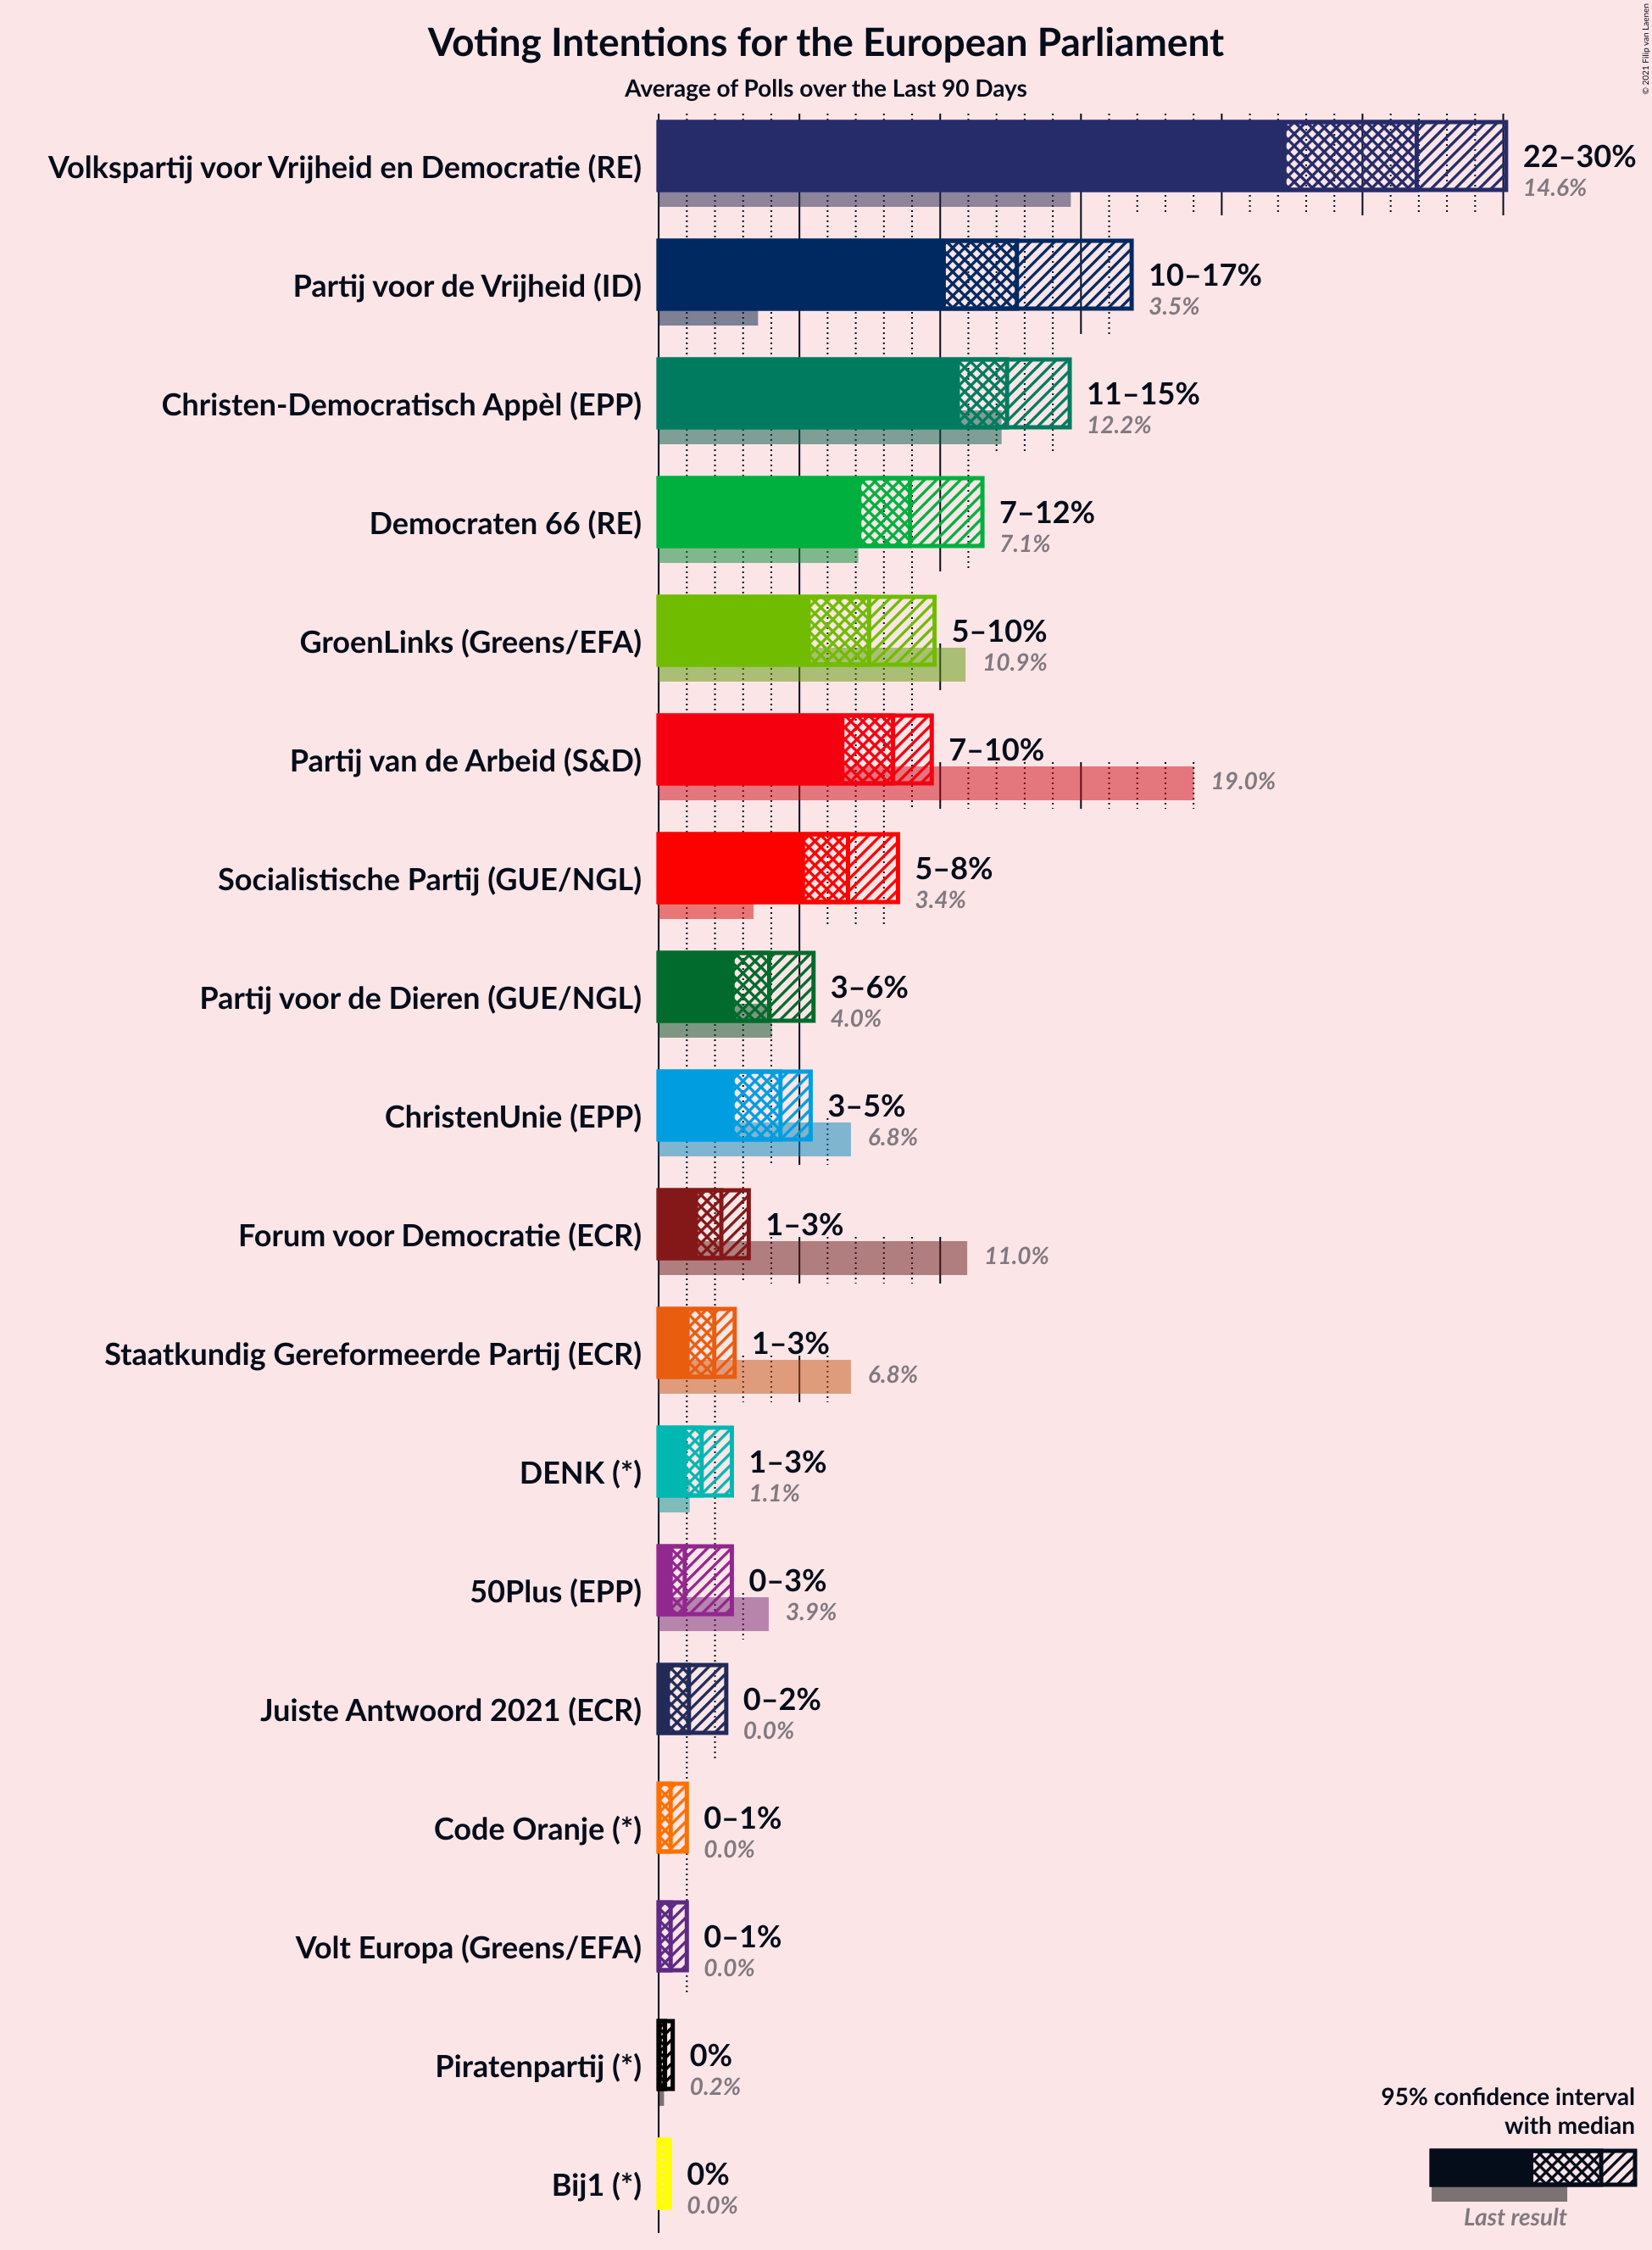 © 2021 Filip van Laenen
Voting Intentions for the European Parliament
Average of Polls over the Last 90 Days
Volkspartij voor Vrijheid en Democratie (RE)
22–30%
14.6%
Partij voor de Vrijheid (ID)
10–17%
3.5%
Christen-Democratisch Appèl (EPP)
11–15%
12.2%
Democraten 66 (RE)
7–12%
7.1%
GroenLinks (Greens/EFA)
5–10%
10.9%
Partij van de Arbeid (S&D)
7–10%
19.0%
Socialistische Partij (GUE/NGL)
5–8%
3.4%
Partij voor de Dieren (GUE/NGL)
3–6%
4.0%
ChristenUnie (EPP)
3–5%
6.8%
Forum voor Democratie (ECR)
1–3%
11.0%
Staatkundig Gereformeerde Partij (ECR)
1–3%
6.8%
DENK (*)
1–3%
1.1%
50Plus (EPP)
0–3%
3.9%
Juiste Antwoord 2021 (ECR)
0–2%
0.0%
Code Oranje (*)
0–1%
0.0%
Volt Europa (Greens/EFA)
0–1%
0.0%
Piratenpartij (*)
0%
0.2%
Bij1 (*)
0%
0.0%
95% confidence interval
with median
Last result